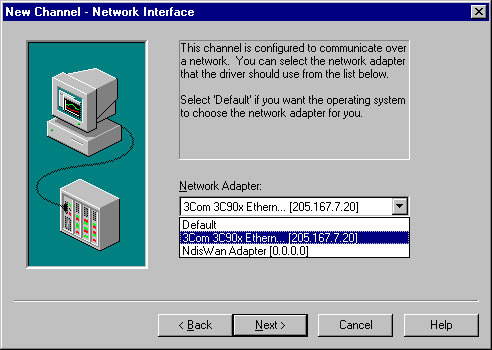 New Channel - Network Interface
This channel is configured to communicate over
a network. You can select the network adapter
that the driver should use from the list below.
Select 'Default' if you want the operating system
to choose the network adapter for you.
Network Adapter:
3Com 3C90x Ethern... [205.167.7.20]
Default
3Com 3C90x Ethern... [205.167.7.20]
NdisWan Adapter [0.0.0.0]
< Back
Next >
Cancel
Help